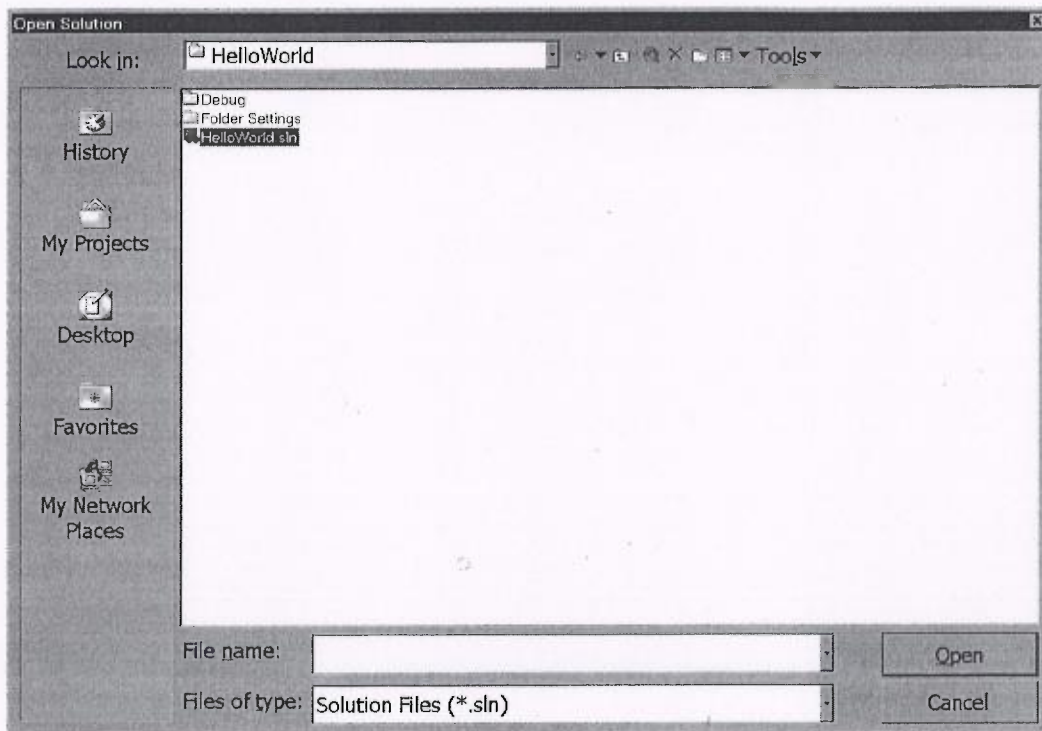 Open Solution
Look in:
HelloWorld
Tools
Debug
Folder Settings
HelloWorld.sln
History
My Projects
Desktop
Favorites
My Network
Places
File name:
Open
Files of type:
Solution Files (*.sln)
Cancel